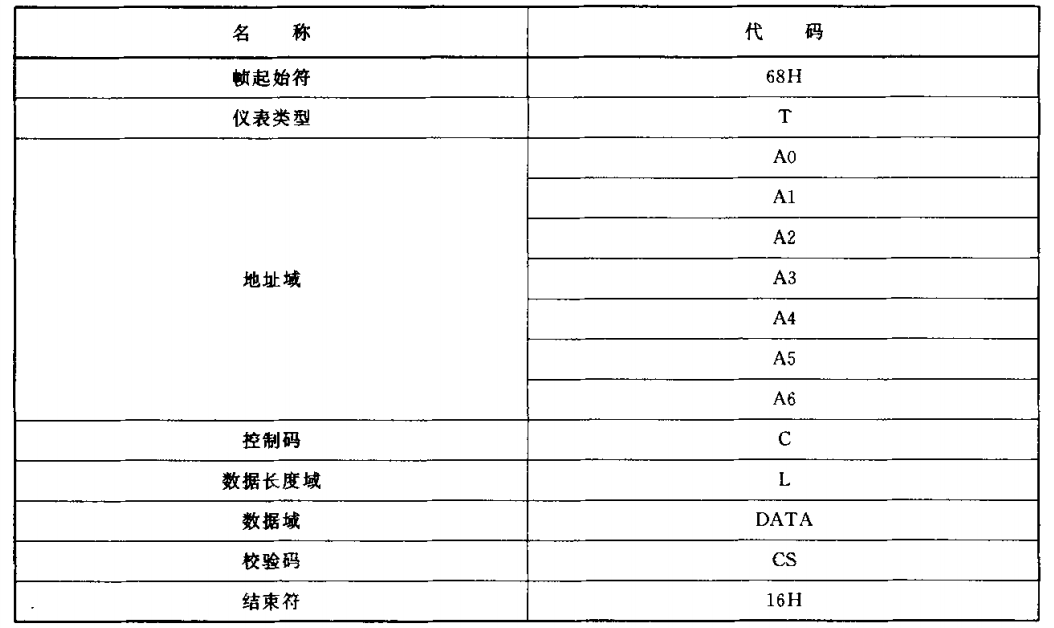 名 称 代 码
帧起始符 68H
仪表类型 T
地址域 A0
A1
A2
A3
A4
A5
A6
控制码 C
数据长度域 L
数据域 DATA
校验码 CS
结束符 16H